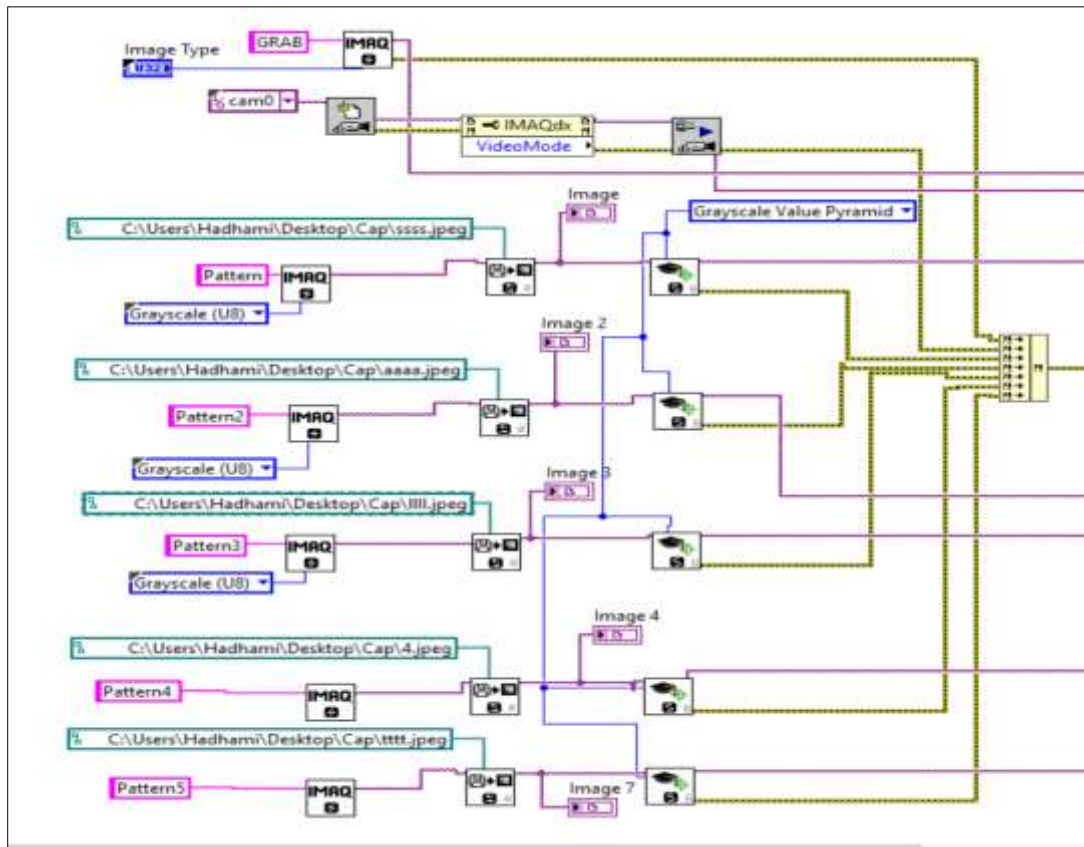 GRAB
IMAQ
Image Type
U32
cam0
IMAQdx
VideoMode
Image
Grayscale Value Pyramid
C:\Users\Hadhami\Desktop\Cap\ssss.jpeg
Pattern
IMAQ
Grayscale (U8)
Image 2
C:\Users\Hadhami\Desktop\Cap\aaaa.jpeg
Pattern2
IMAQ
Grayscale (U8)
Image 3
C:\Users\Hadhami\Desktop\Cap\llll.jpeg
Pattern3
IMAQ
Grayscale (U8)
Image 4
C:\Users\Hadhami\Desktop\Cap\4.jpeg
Pattern4
IMAQ
C:\Users\Hadhami\Desktop\Cap\tttt.jpeg
Pattern5
IMAQ
Image 7